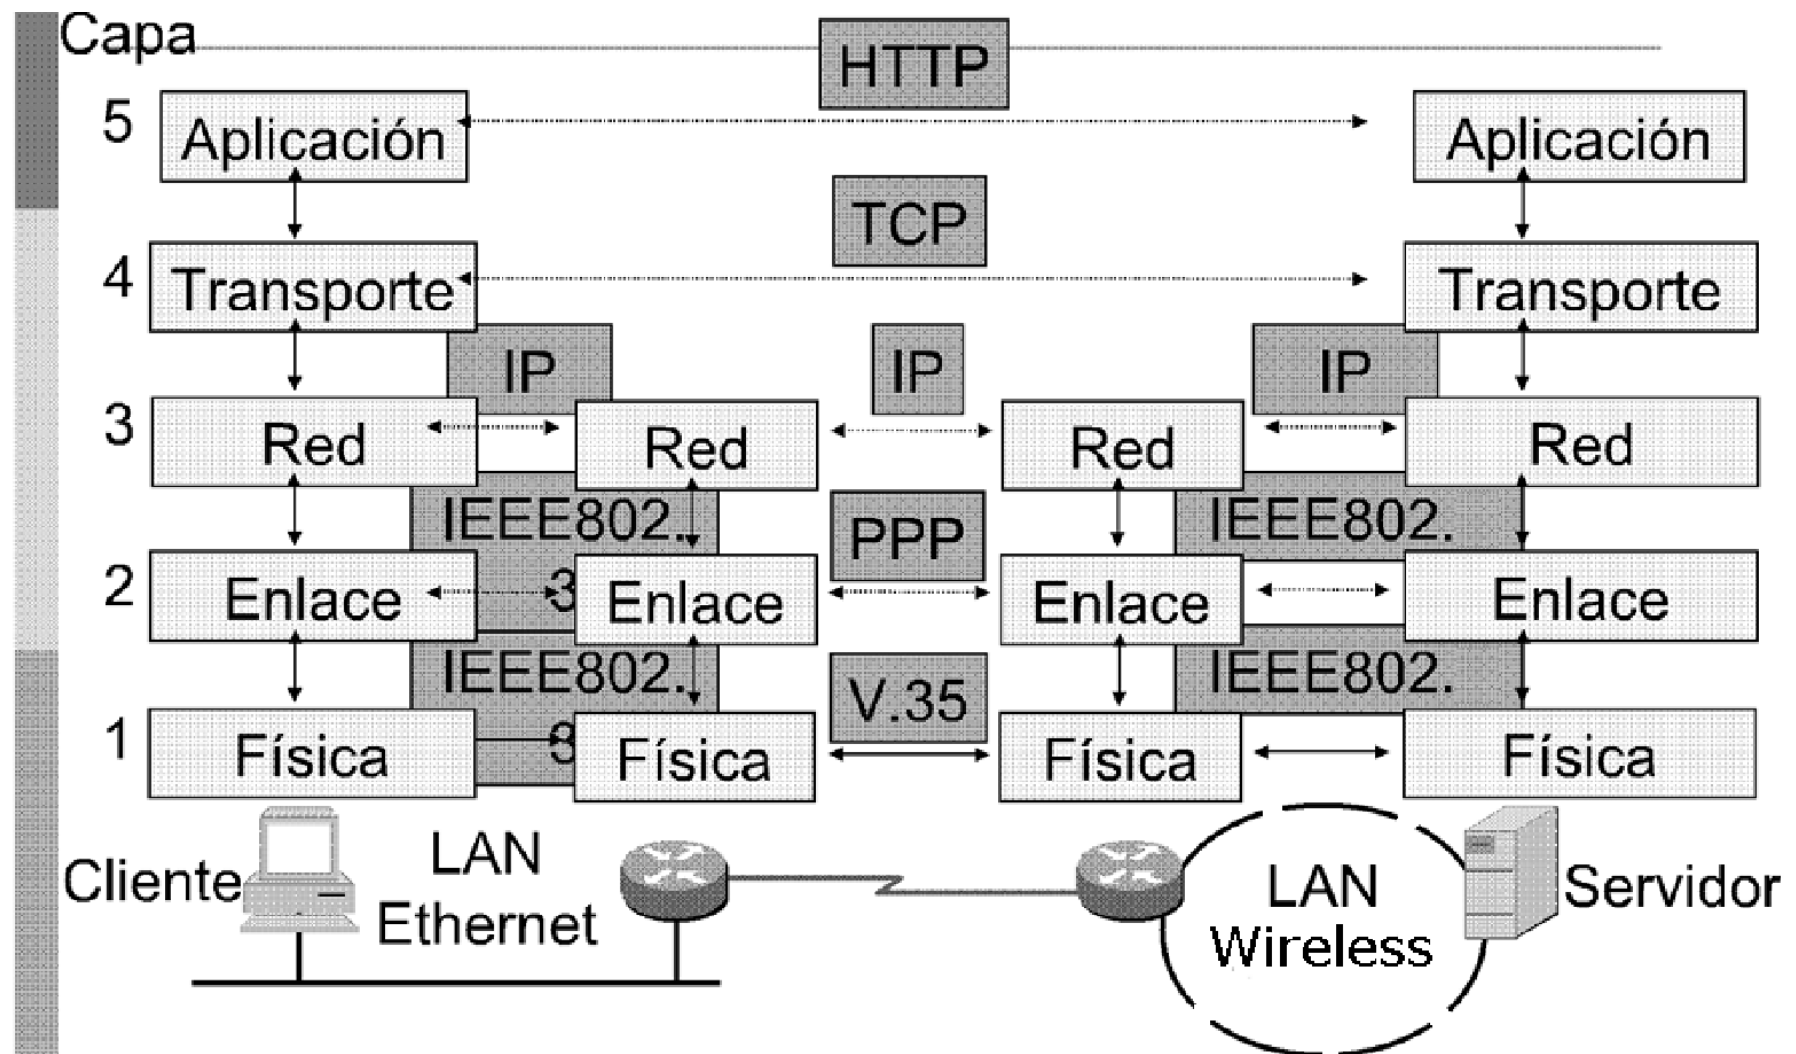 Capa
HTTP
5
Aplicación
Aplicación
TCP
4
Transporte
Transporte
IP
IP
IP
3
Red
Red
Red
Red
IEEE802.
3
PPP
IEEE802.
2
Enlace
Enlace
Enlace
Enlace
IEEE802.
3
V.35
IEEE802.
1
Física
Física
Física
Física
Cliente
LAN
Ethernet
LAN
Wireless
Servidor